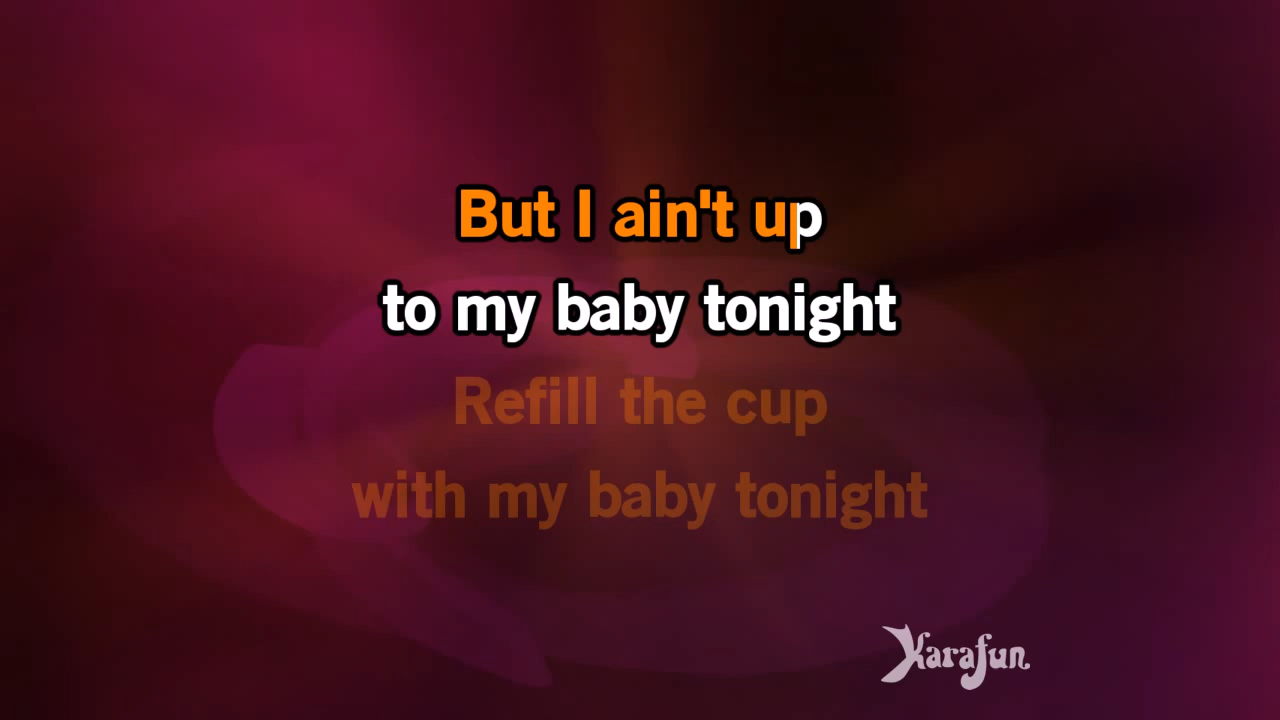 But I ain't up
to my baby tonight
Refill the cup
with my baby tonight
Karafun